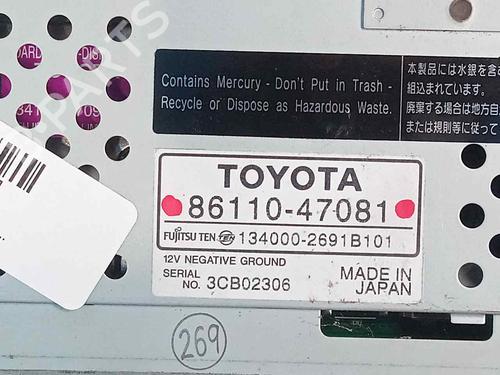 Contains Mercury - Don't Put in Trash -
Recycle or Dispose as Hazardous Waste.
本製品には水銀を含
組込まれています。
廃棄する場合は地方自
または規則等に従って
TOYOTA
86110-47081
FUJITSU TEN TEN 134000-2691B101
12V NEGATIVE GROUND
SERIAL NO. 3CB02306
MADE IN JAPAN
269
PARTS